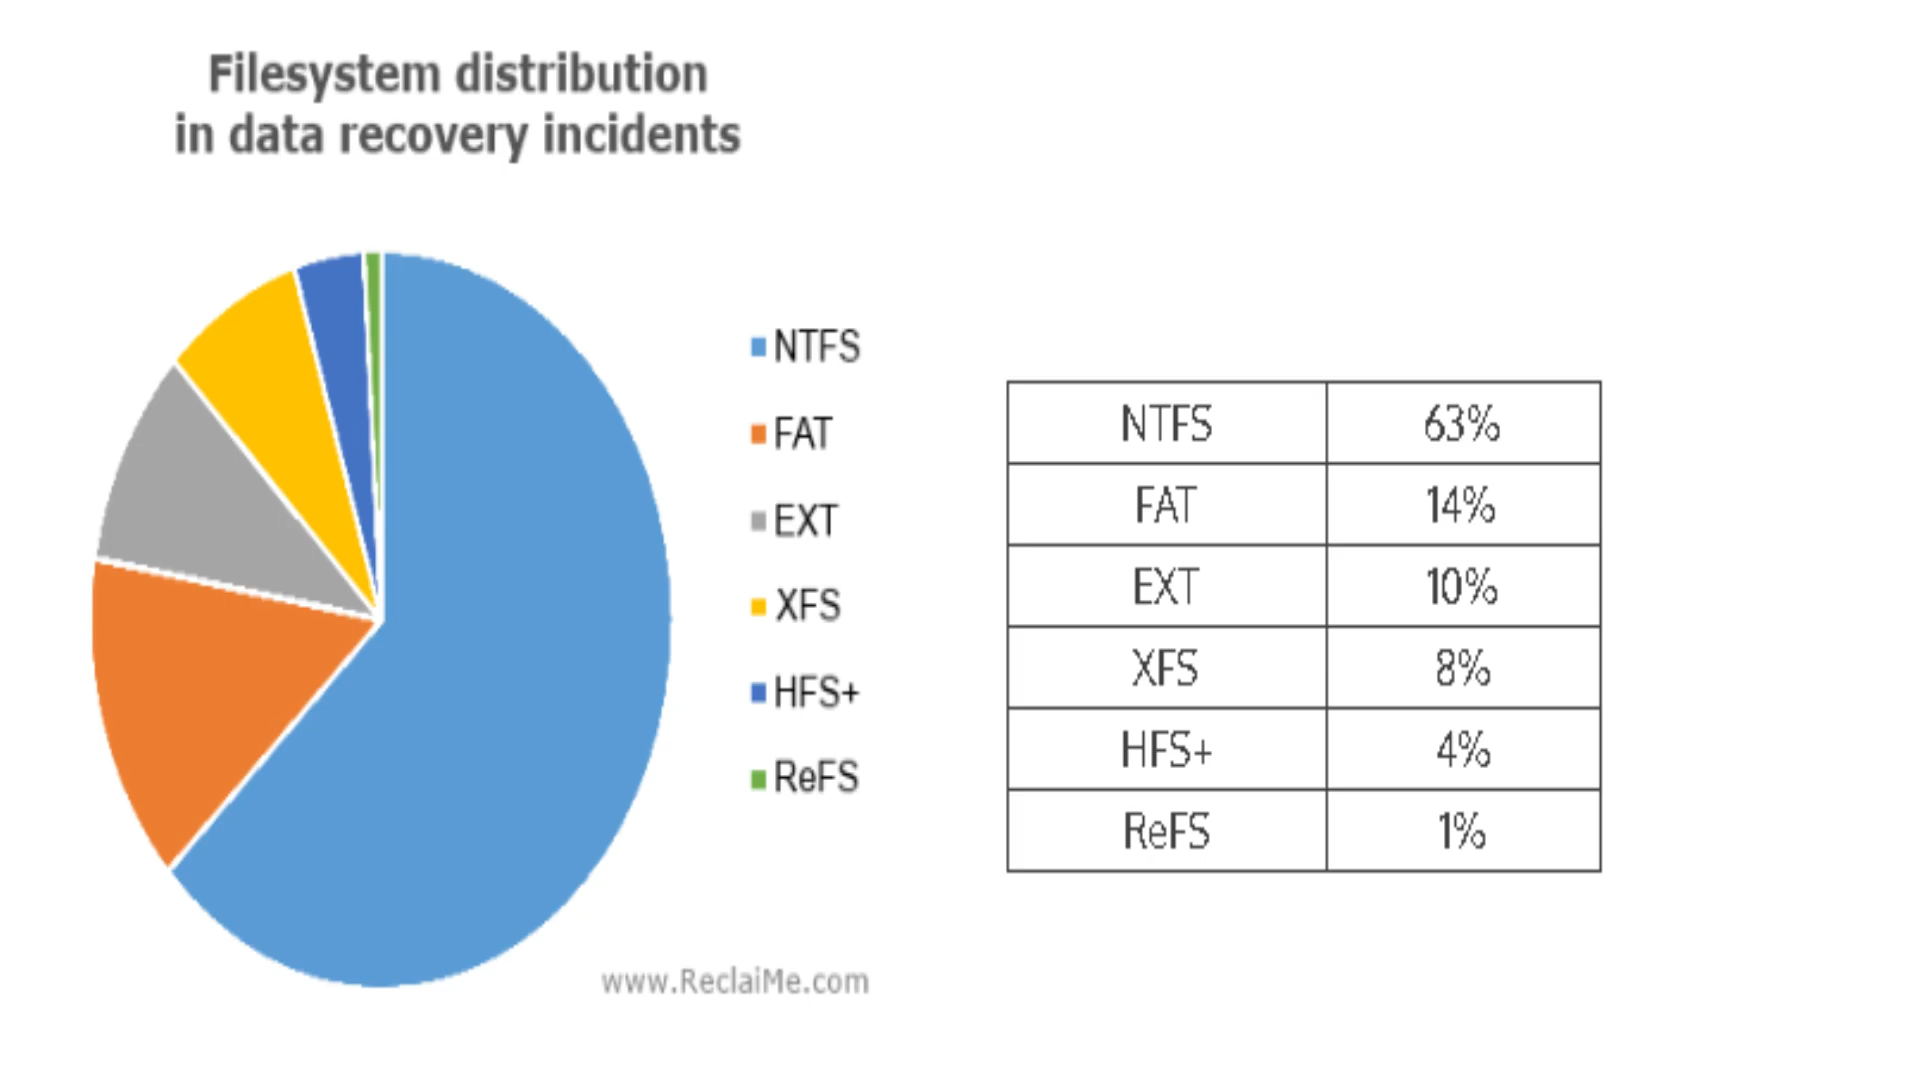 Filesystem distribution
in data recovery incidents
NTFS
FAT
EXT
XFS
HFS+
ReFS
www.ReclaiMe.com
NTFS 63%
FAT 14%
EXT 10%
XFS 8%
HFS+ 4%
ReFS 1%